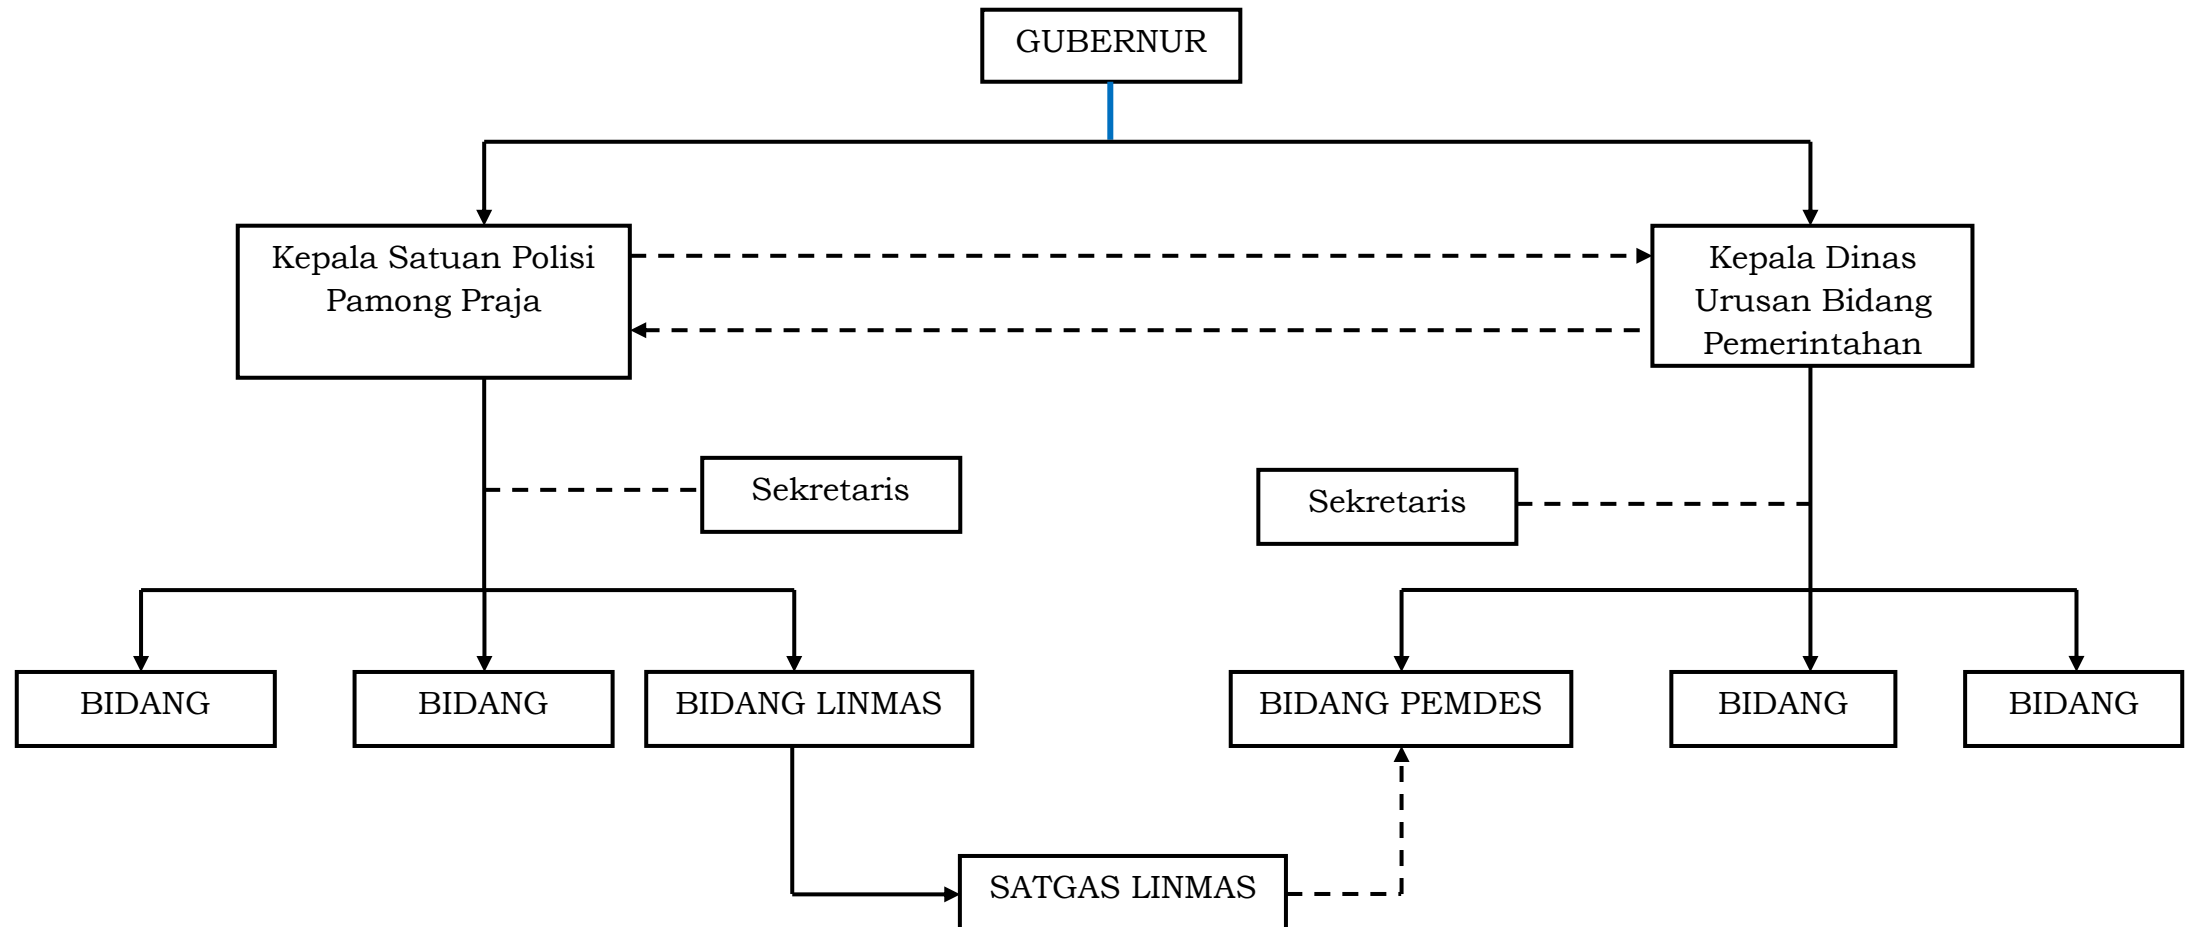 GUBERNUR
Kepala Satuan Polisi
Pamong Praja
Kepala Dinas
Urusan Bidang
Pemerintahan
Sekretaris
Sekretaris
BIDANG
BIDANG
BIDANG LINMAS
BIDANG PEMDES
BIDANG
BIDANG
SATGAS LINMAS